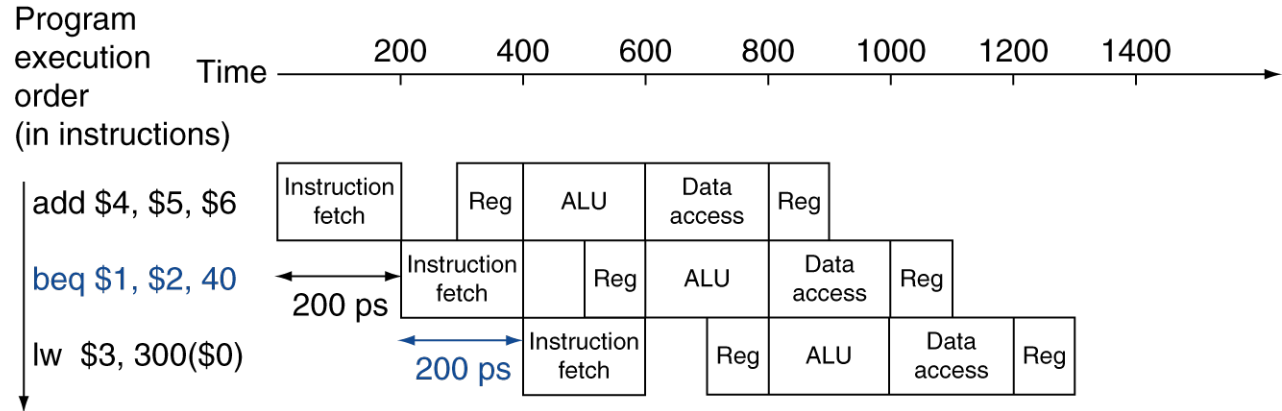 Program
execution
order
(in instructions)
Time
200 400 600 800 1000 1200 1400
add $4, $5, $6
Instruction
fetch
Reg
ALU
Data
access
Reg
beq $1, $2, 40
200 ps
Instruction
fetch
Reg
ALU
Data
access
Reg
lw $3, 300($0)
200 ps
Instruction
fetch
Reg
ALU
Data
access
Reg